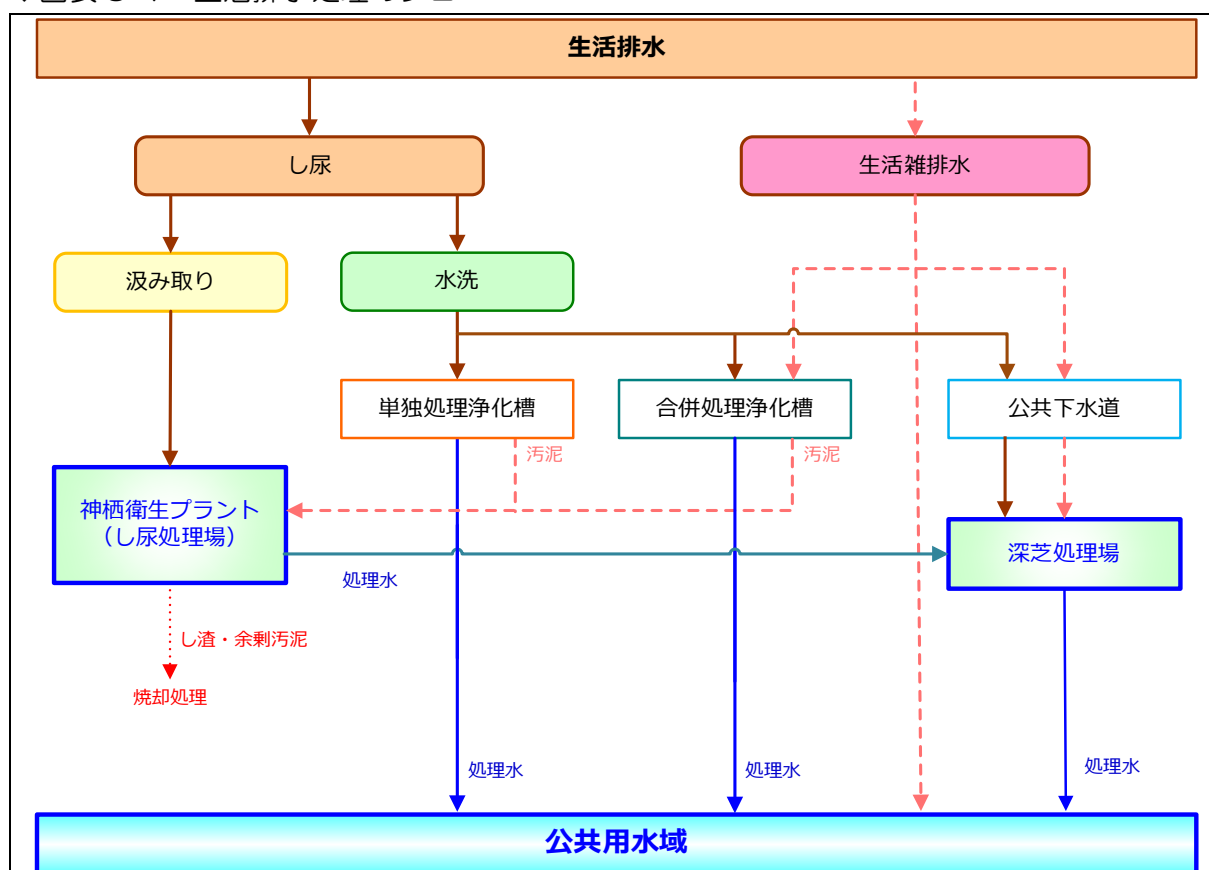 生活排水
し尿
生活雑排水
汲み取り
水洗
単独処理浄化槽
合併処理浄化槽
公共下水道
汚泥
汚泥
神栖衛生プラント
（し尿処理場）
深芝処理場
処理水
し渣・余剰汚泥
焼却処理
処理水
処理水
処理水
公共用水域